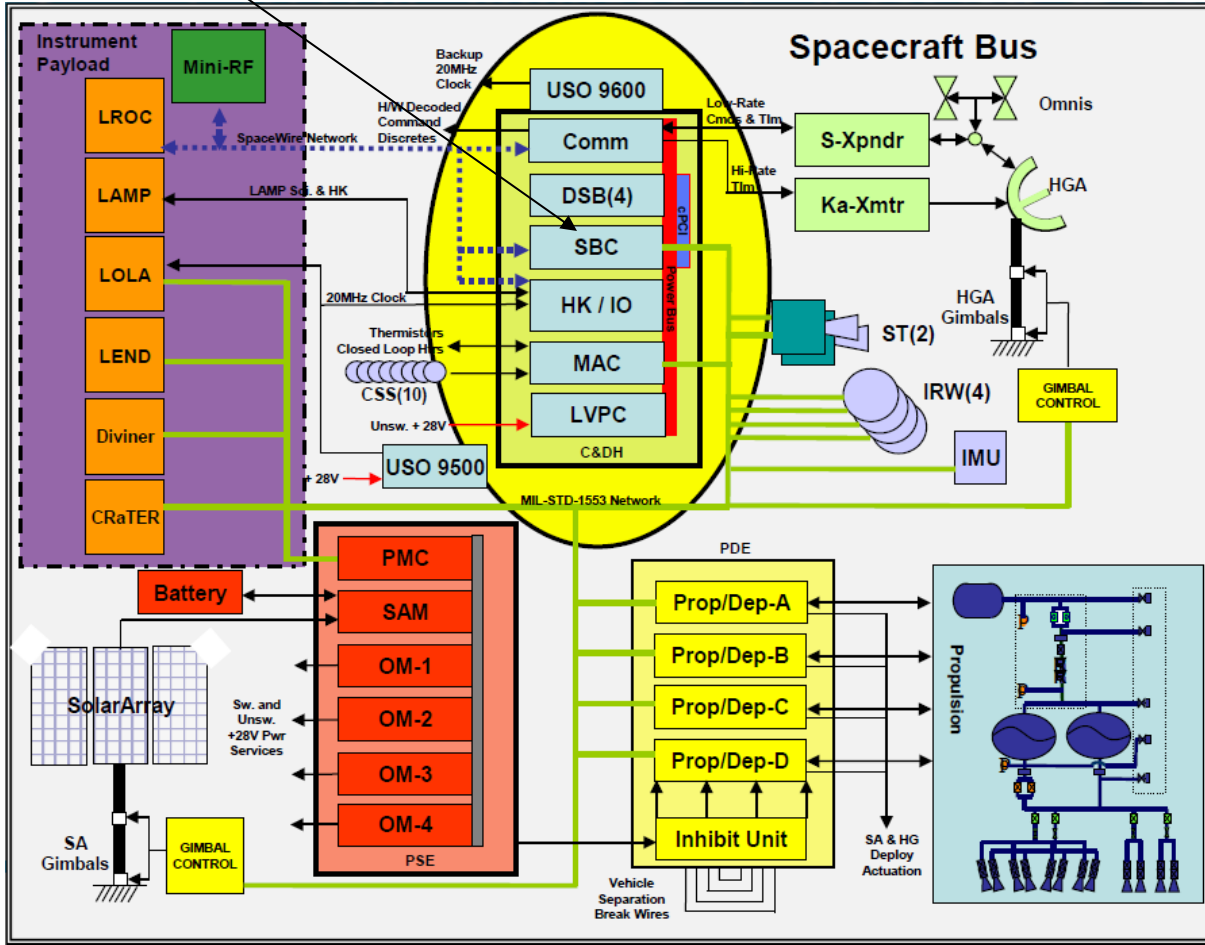 Instrument
Payload
Mini-RF
LROC
LAMP
LOLA
LEND
Diviner
CRaTER
SpaceWire Network
LAMP Sci. & HK
20MHz Clock
Backup
20MHz
Clock
H/W Decoded
Command
Discretes
Thermistors
Closed Loop Htrs
CSS(10)
Unsw. + 28V
+ 28V
USO 9500
USO 9600
Comm
DSB(4)
SBC
HK / IO
MAC
LVPC
C&DH
cPCI
Power Bus
MIL-STD-1553 Network
Spacecraft Bus
Low-Rate
Cmds & Tlm
Hi-Rate
Tlm
S-Xpndr
Ka-Xmtr
Omnis
HGA
HGA
Gimbals
GIMBAL
CONTROL
ST(2)
IRW(4)
IMU
Battery
SolarArray
SA
Gimbals
GIMBAL
CONTROL
Sw. and
Unsw.
+28V Pwr
Services
PMC
SAM
OM-1
OM-2
OM-3
OM-4
PSE
PDE
Prop/Dep-A
Prop/Dep-B
Prop/Dep-C
Prop/Dep-D
Inhibit Unit
Vehicle
Separation
Break Wires
SA & HG
Deploy
Actuation
Propulsion